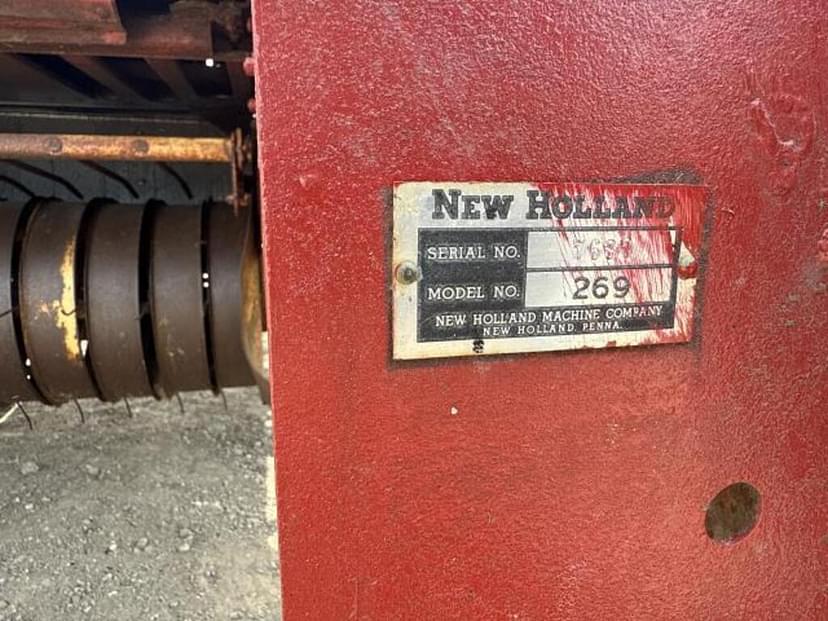 NEW HOLLAND
SERIAL NO.
MODEL NO. 269
NEW HOLLAND MACHINE COMPANY
NEW HOLLAND, PENNA.